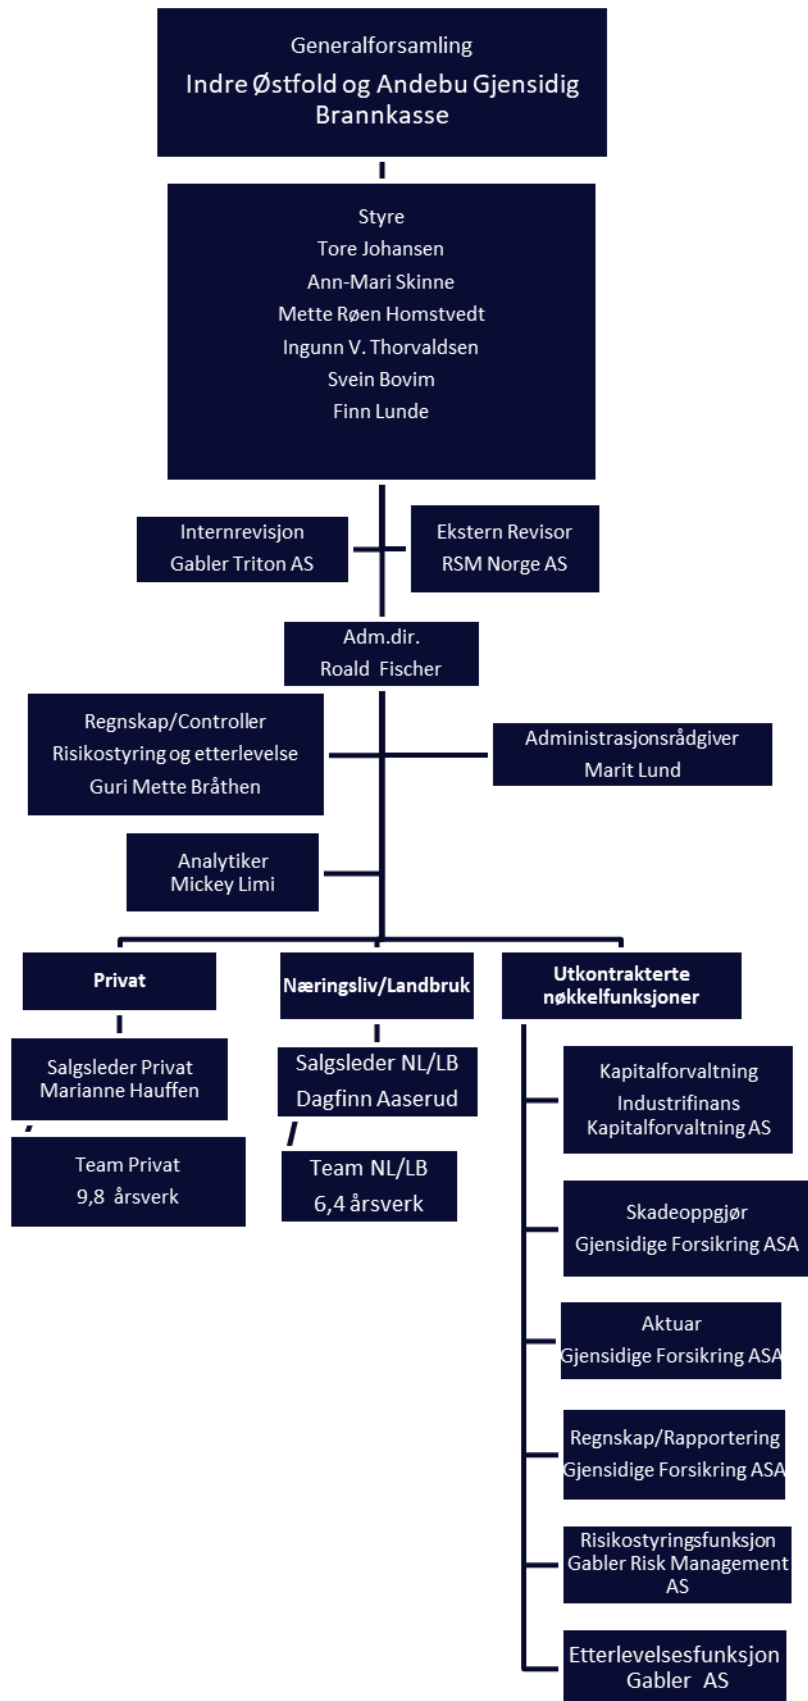 Generalforsamling
Indre Østfold og Andebu Gjensidig
Brannkasse
Styre
Tore Johansen
Ann-Mari Skinne
Mette Røen Homstvedt
Ingunn V. Thorvaldsen
Svein Bovim
Finn Lunde
Internrevisjon
Gabler Triton AS
Ekstern Revisor
RSM Norge AS
Adm.dir.
Roald Fischer
Regnskap/Controller
Risikostyring og etterlevelse
Guri Mette Bråthen
Administrasjonsrådgiver
Marit Lund
Analytiker
Mickey Limi
Privat
Salgsleder Privat
Marianne Hauffen
Team Privat
9,8 årsverk
Næringsliv/Landbruk
Salgsleder NL/LB
Dagfinn Aaserud
Team NL/LB
6,4 årsverk
Utkontrakterte
nøkkelfunksjoner
Kapitalforvaltning
Industrifinans
Kapitalforvaltning AS
Skadeoppgjør
Gjensidige Forsikring ASA
Aktuar
Gjensidige Forsikring ASA
Regnskap/Rapportering
Gjensidige Forsikring ASA
Risikostyringsfunksjon
Gabler Risk Management
AS
Etterlevelsesfunksjon
Gabler AS